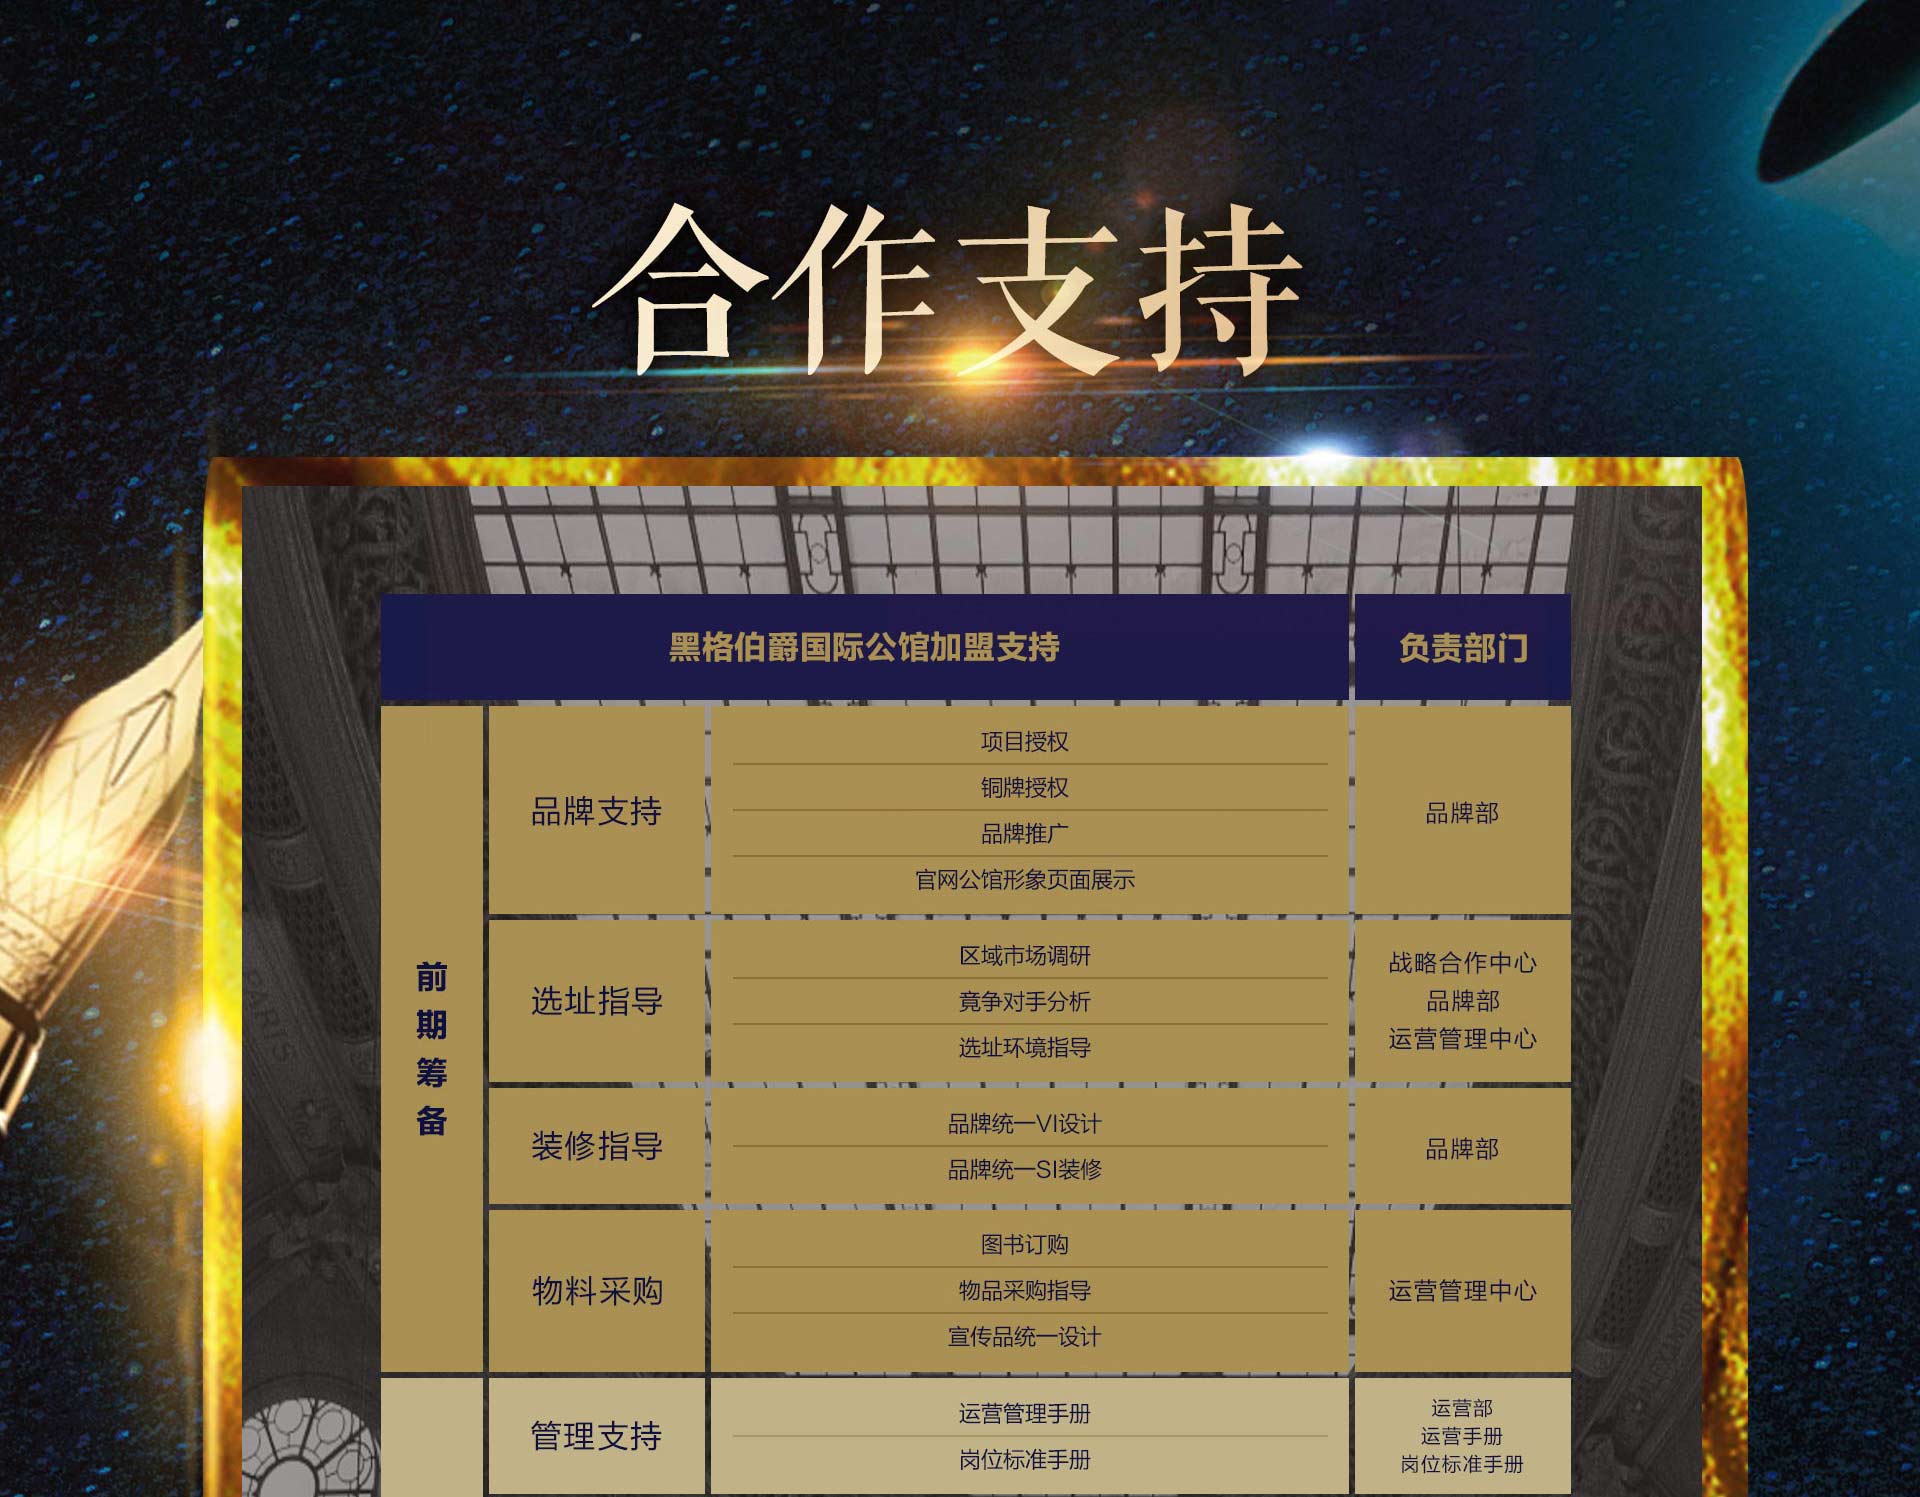 合作支持
黑格伯爵国际公馆加盟支持
负责部门
前期筹备
品牌支持
项目授权
铜牌授权
品牌推广
官网公馆形象页面展示
品牌部
选址指导
区域市场调研
竟争对手分析
选址环境指导
战略合作中心
品牌部
运营管理中心
装修指导
品牌统一VI设计
品牌统一SI装修
品牌部
物料采购
图书订购
物品采购指导
宣传品统一设计
运营管理中心
管理支持
运营管理手册
岗位标准手册
运营部
运营手册
岗位标准手册